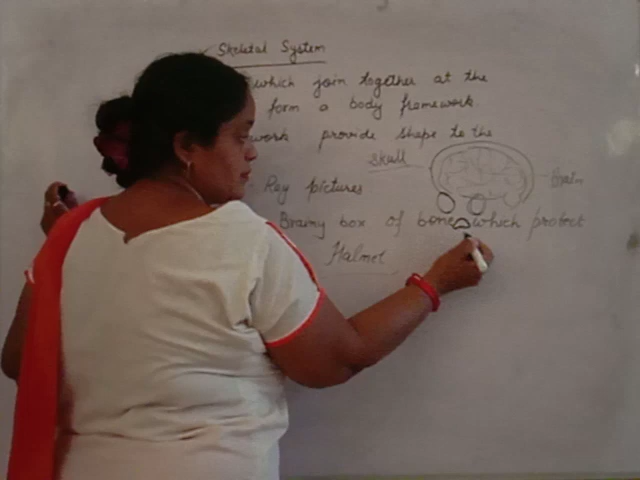 Skeletal System
which join together at the
form a body framework.
work provide shape to the
skull
Brain
Ray pictures
Brainy box of bone which protect
Halmet